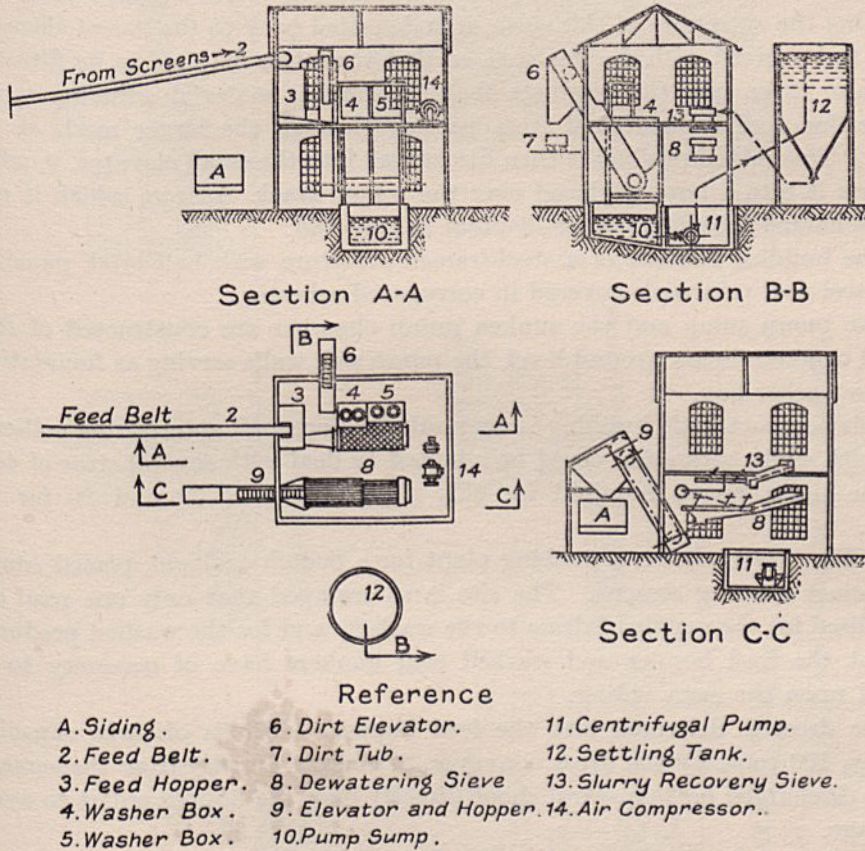 From Screens→2
3
6
4
5
14
A
10
Section A-A
6
7
4
13
8
12
10
11
Section B-B
B
6
3
4
5
Feed Belt 2
A
A
9
8
14
C
C
12
B
9
13
A
8
11
Section C-C
Reference
A. Siding.
2. Feed Belt.
3. Feed Hopper.
4. Washer Box.
5. Washer Box.
6. Dirt Elevator.
7. Dirt Tub.
8. Dewatering Sieve
9. Elevator and Hopper.
10. Pump Sump.
11. Centrifugal Pump.
12. Settling Tank.
13. Slurry Recovery Sieve.
14. Air Compressor..